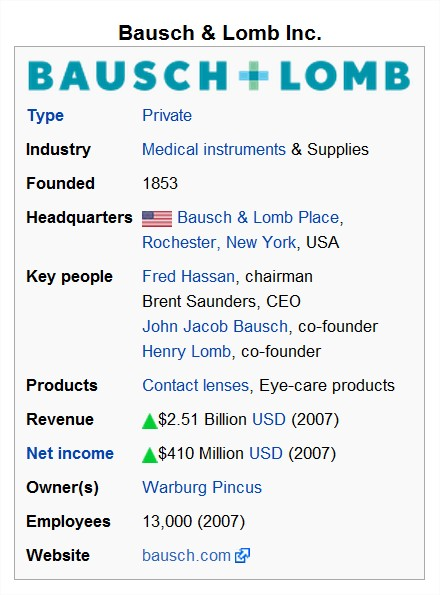 Bausch & Lomb Inc.
BAUSCH + LOMB
Type Private
Industry Medical instruments & Supplies
Founded 1853
Headquarters Bausch & Lomb Place,
Rochester, New York, USA
Key people Fred Hassan, chairman
Brent Saunders, CEO
John Jacob Bausch, co-founder
Henry Lomb, co-founder
Products Contact lenses, Eye-care products
Revenue ▲$2.51 Billion USD (2007)
Net income ▲$410 Million USD (2007)
Owner(s) Warburg Pincus
Employees 13,000 (2007)
Website bausch.com